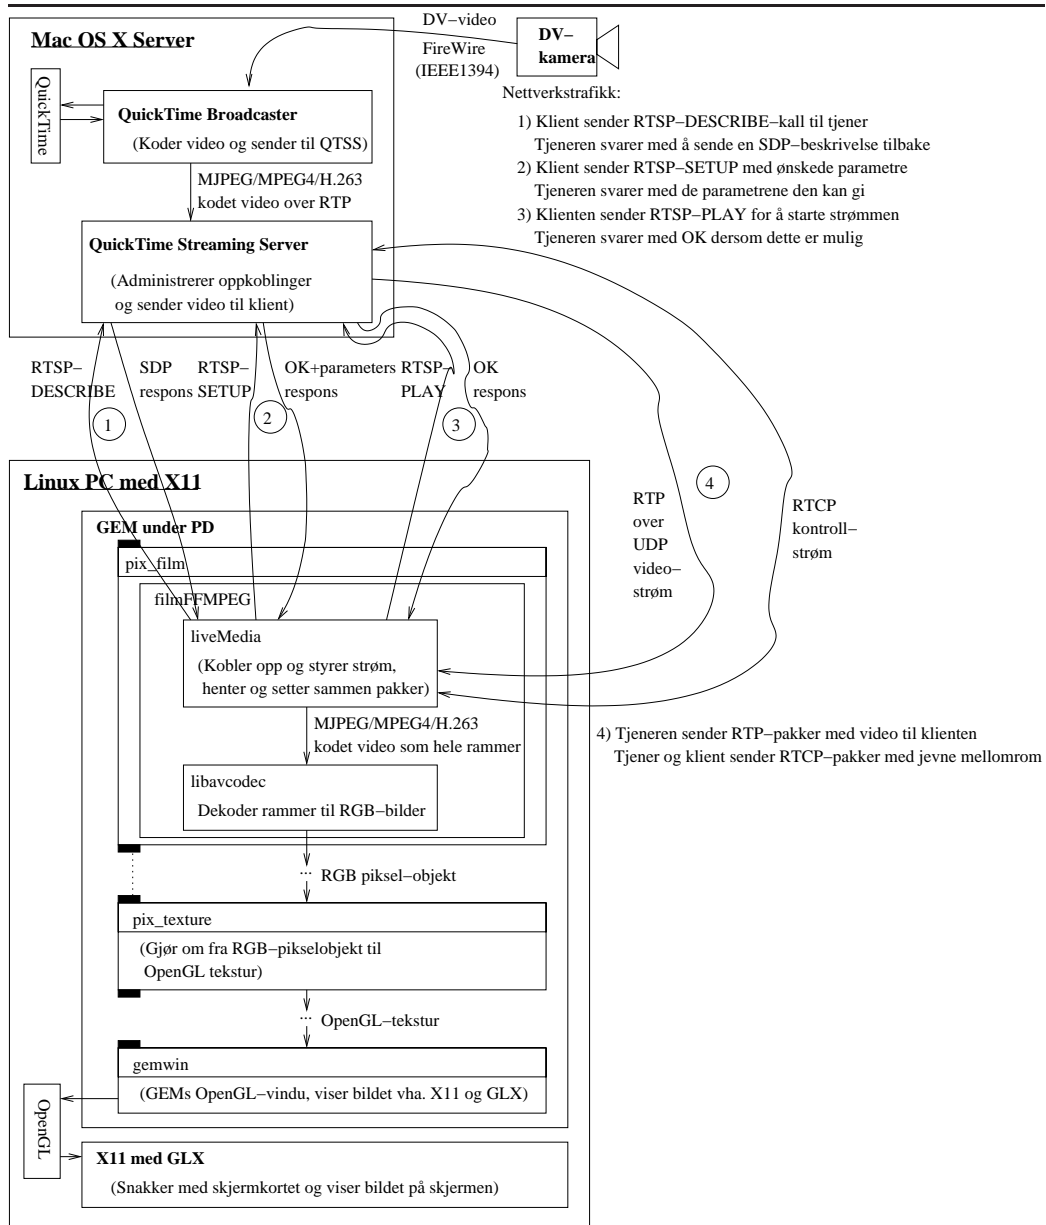 Mac OS X Server
DV−video
FireWire
(IEEE1394)
DV−
kamera
QuickTime
QuickTime Broadcaster
(Koder video og sender til QTSS)
MJPEG/MPEG4/H.263
kodet video over RTP
QuickTime Streaming Server
(Administrerer oppkoblinger
og sender video til klient)
Nettverkstrafikk:
1) Klient sender RTSP−DESCRIBE−kall til tjener
Tjeneren svarer med å sende en SDP−beskrivelse tilbake
2) Klient sender RTSP−SETUP med ønskede parametre
Tjeneren svarer med de parametrene den kan gi
3) Klienten sender RTSP−PLAY for å starte strømmen
Tjeneren svarer med OK dersom dette er mulig
RTSP−
DESCRIBE
SDP
respons
RTSP−
SETUP
OK+parameters
respons
RTSP−
PLAY
OK
respons
1
2
3
4
RTP
over
UDP
video−
strøm
RTCP
kontroll−
strøm
Linux PC med X11
GEM under PD
pix_film
filmFFMPEG
liveMedia
(Kobler opp og styrer strøm,
henter og setter sammen pakker)
MJPEG/MPEG4/H.263
kodet video som hele rammer
libavcodec
Dekoder rammer til RGB−bilder
4) Tjeneren sender RTP−pakker med video til klienten
Tjener og klient sender RTCP−pakker med jevne mellomrom
... RGB piksel−objekt
pix_texture
(Gjør om fra RGB−pikselobjekt til
OpenGL tekstur)
... OpenGL−tekstur
gemwin
(GEMs OpenGL−vindu, viser bildet vha. X11 og GLX)
OpenGL
X11 med GLX
(Snakker med skjermkortet og viser bildet på skjermen)